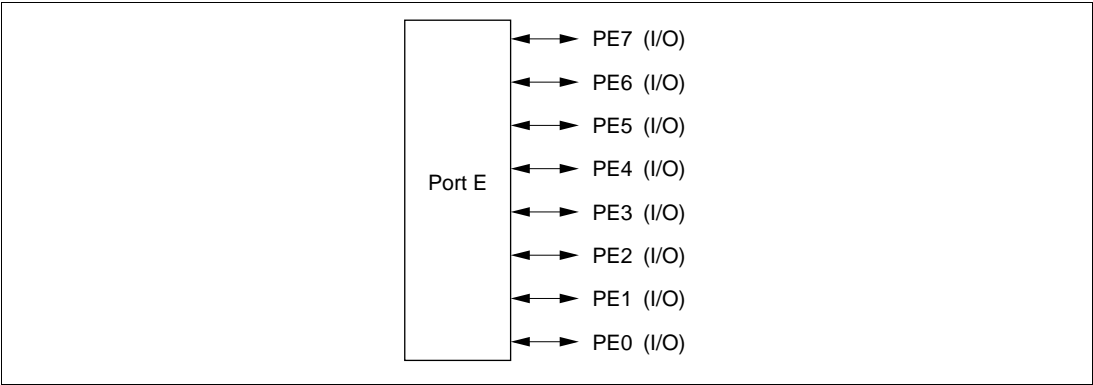 PE7 (I/O)
PE6 (I/O)
PE5 (I/O)
PE4 (I/O)
Port E
PE3 (I/O)
PE2 (I/O)
PE1 (I/O)
PE0 (I/O)